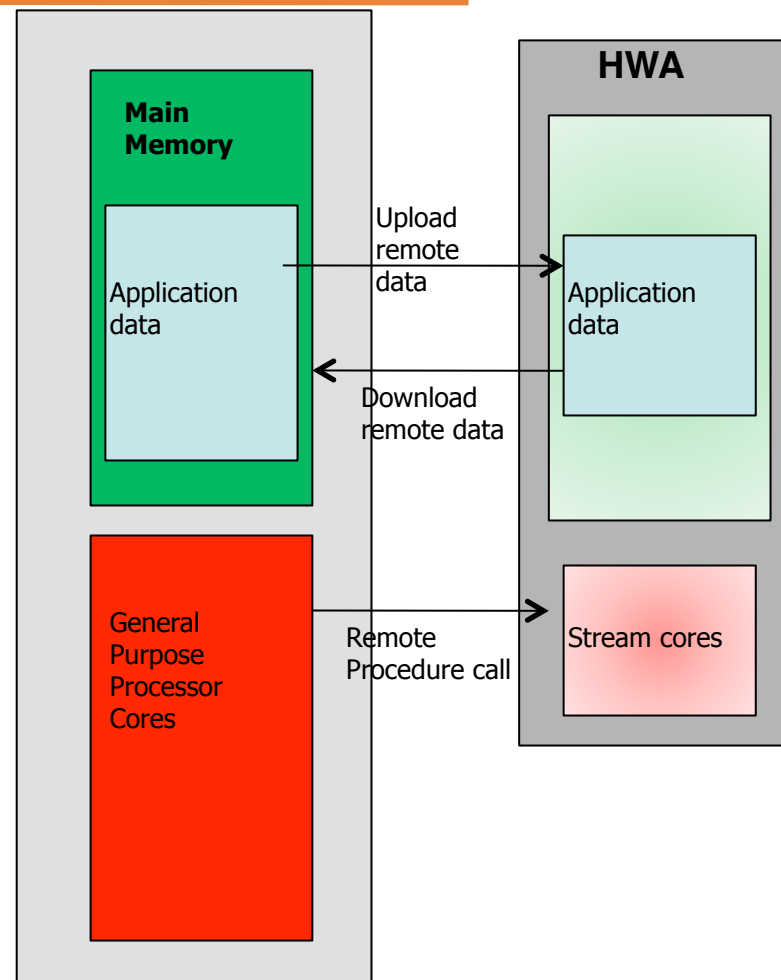 HWA
Main
Memory
Upload
remote
data
Application
data
Application
data
Download
remote data
General
Purpose
Processor
Cores
Remote
Procedure call
Stream cores